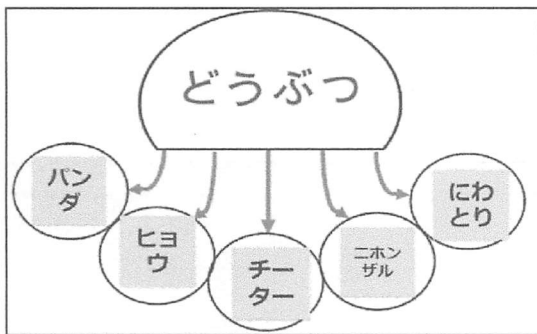 どうぶつ
パン
ダ
ヒョ
ウ
チー
ター
ニホン
ザル
にわ
とり